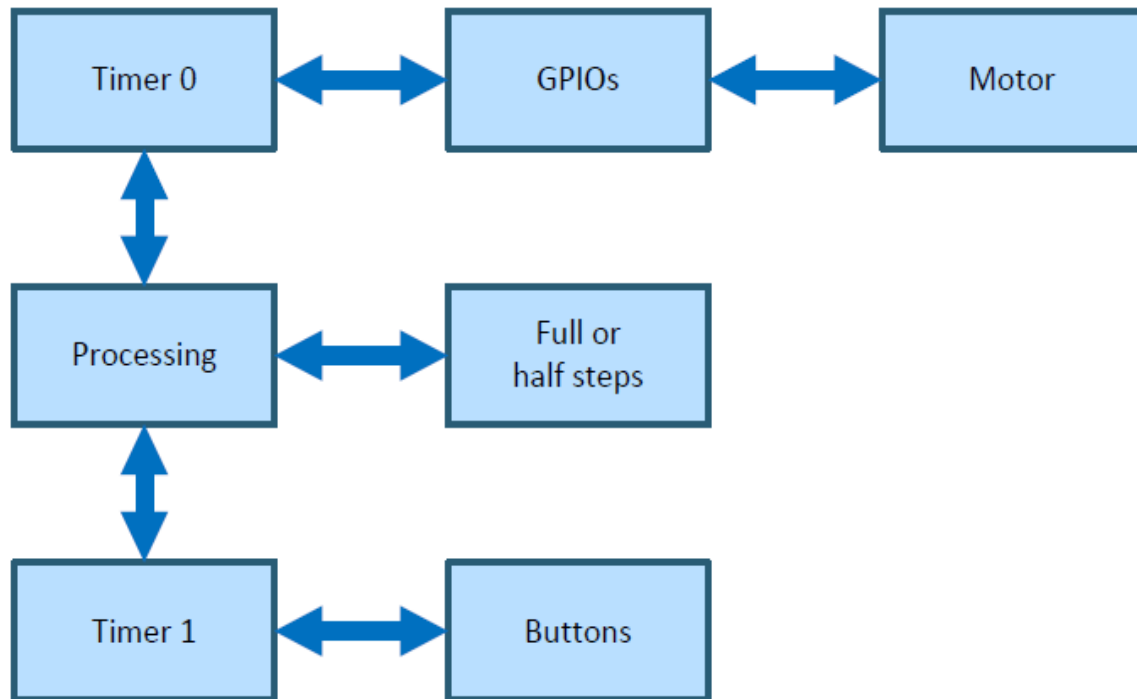 Timer 0
GPIOs
Motor
Processing
Full or
half steps
Timer 1
Buttons